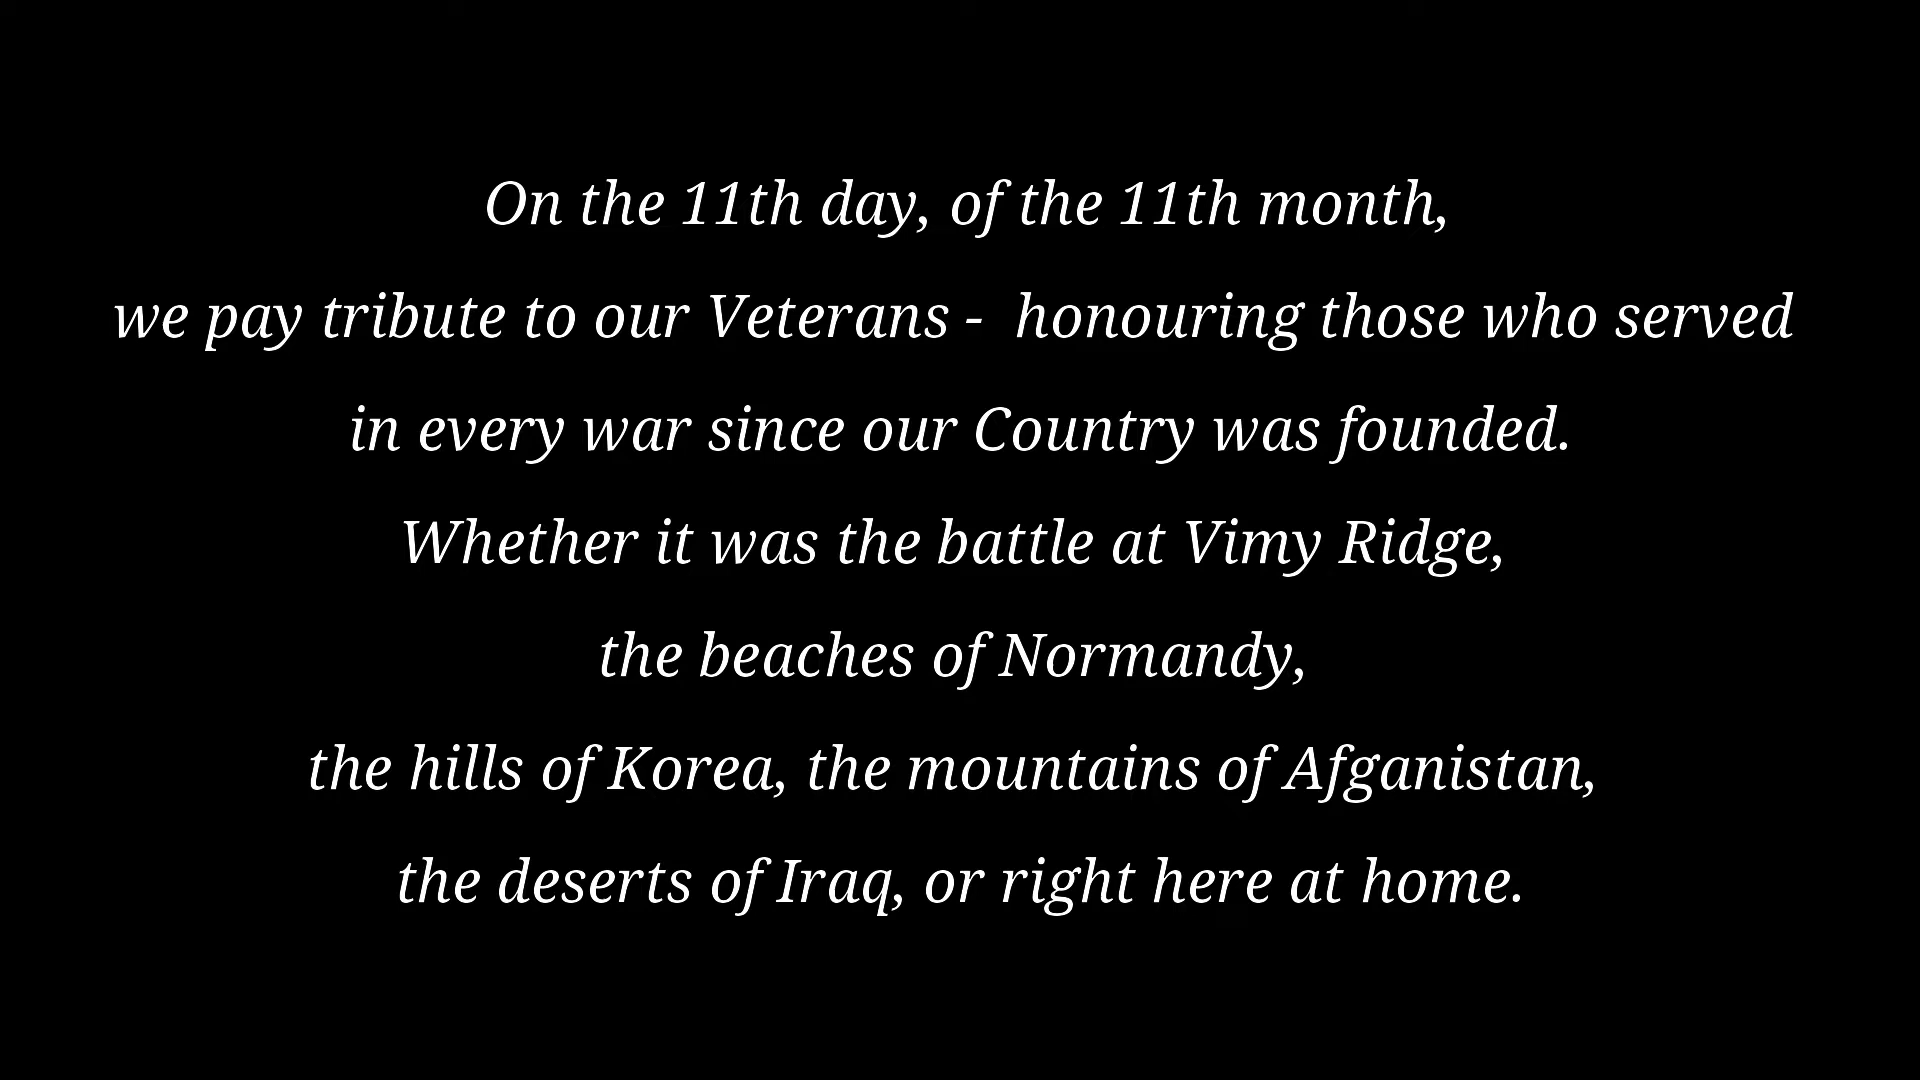 On the 11th day, of the 11th month,
we pay tribute to our Veterans -  honouring those who served
in every war since our Country was founded.
Whether it was the battle at Vimy Ridge,
the beaches of Normandy,
the hills of Korea, the mountains of Afganistan,
the deserts of Iraq, or right here at home.